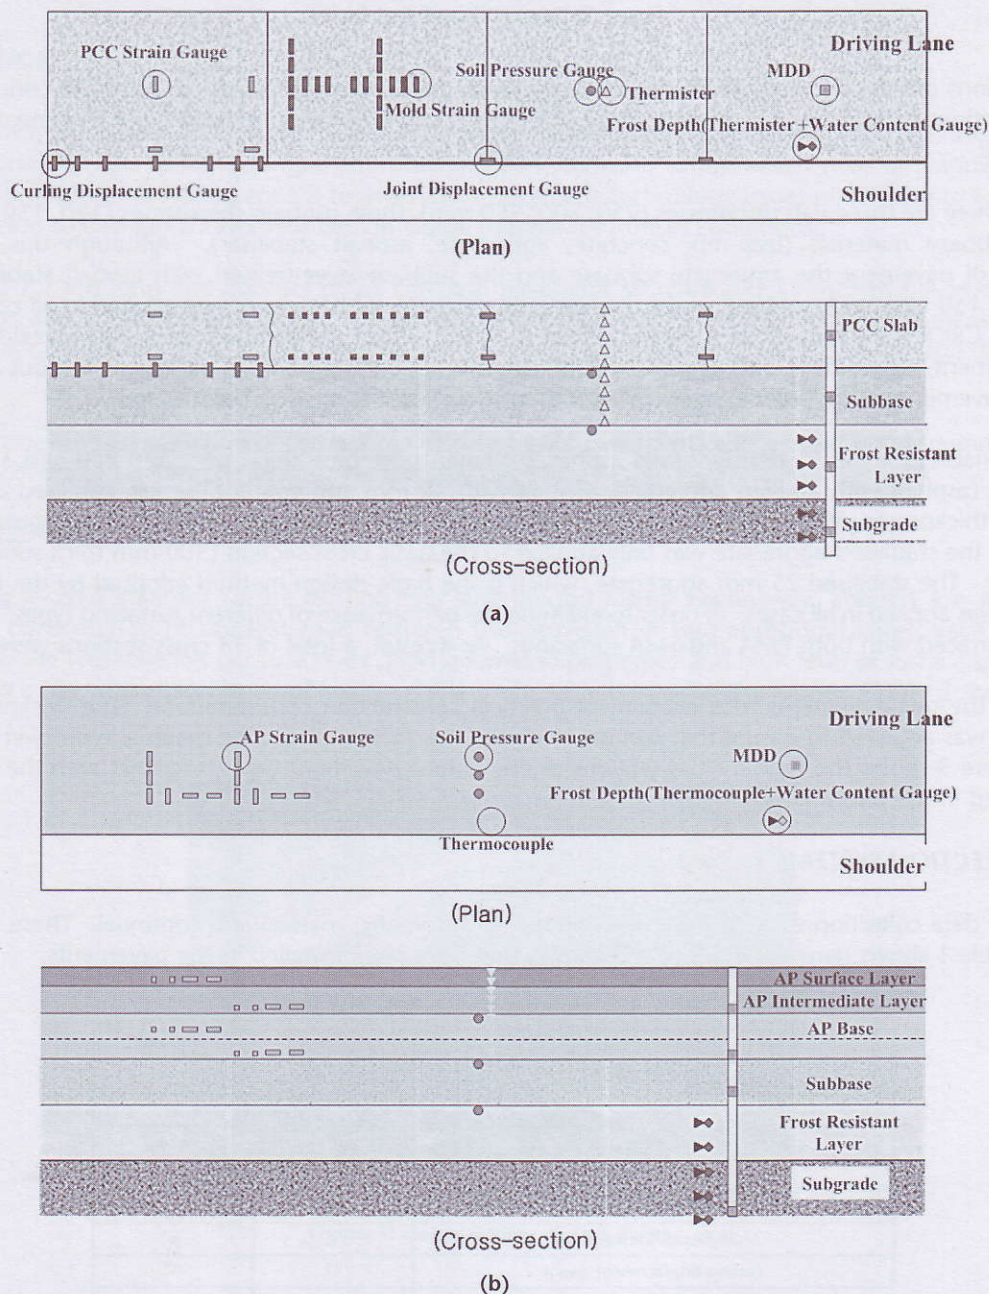 Driving Lane
PCC Strain Gauge
Soil Pressure Gauge
MDD
Thermister
Mold Strain Gauge
Frost Depth(Thermister +Water Content Gauge)
Curling Displacement Gauge
Joint Displacement Gauge
Shoulder
(Plan)
PCC Slab
Subbase
Frost Resistant
Layer
Subgrade
(Cross-section)
(a)
Driving Lane
AP Strain Gauge
Soil Pressure Gauge
MDD
Frost Depth(Thermocouple+Water Content Gauge)
Thermocouple
Shoulder
(Plan)
AP Surface Layer
AP Intermediate Layer
AP Base
Subbase
Frost Resistant
Layer
Subgrade
(Cross-section)
(b)